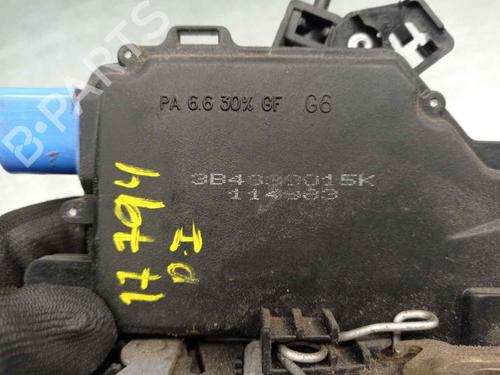 PA 6.6 30% GF G6
3B4839015K
114983
17794
D.I
B-PARTS